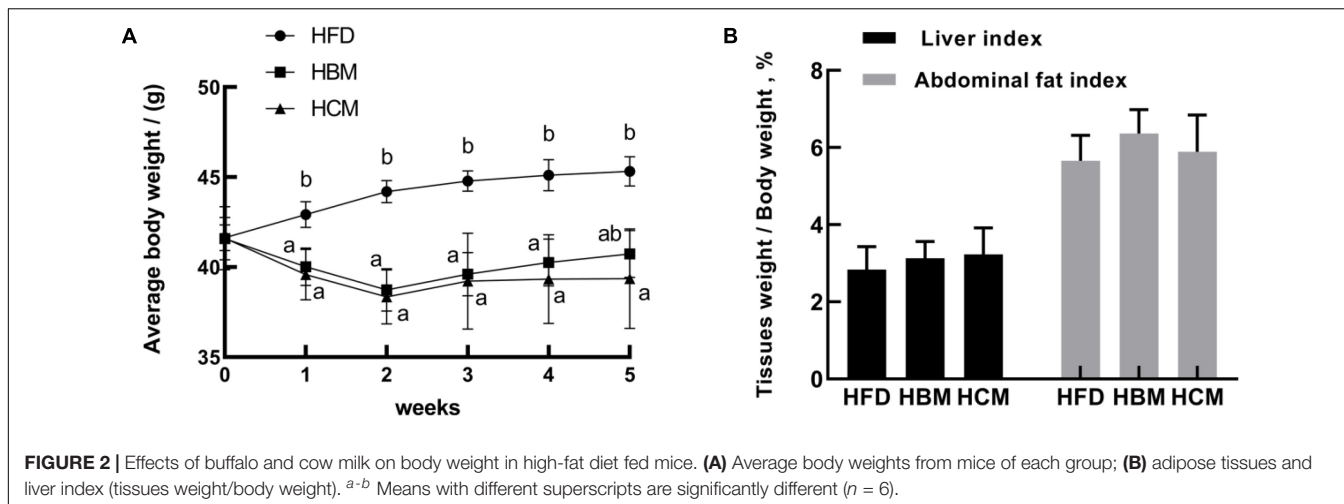 A
HFD
HBM
HCM
Average body weight / (g)
50
45
40
35
b
b
b
b
b
a
a
a
a
ab
a
a
a
a
a
0 1 2 3 4 5
weeks
B
Liver index
Abdominal fat index
Tissues weight / Body weight , %
8
6
4
2
0
HFD HBM HCM HFD HBM HCM
FIGURE 2 | Effects of buffalo and cow milk on body weight in high-fat diet fed mice. (A) Average body weights from mice of each group; (B) adipose tissues and
liver index (tissues weight/body weight). a-b Means with different superscripts are significantly different (n = 6).